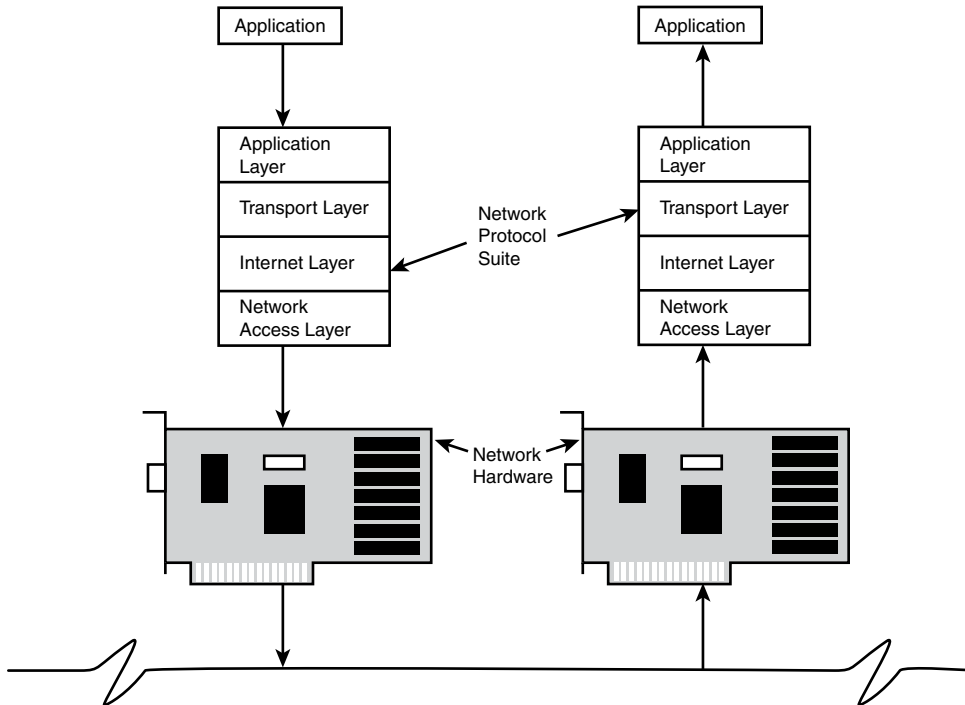 Application
Application
Application
Layer
Transport Layer
Internet Layer
Network
Access Layer
Network
Protocol
Suite
Application
Layer
Transport Layer
Internet Layer
Network
Access Layer
Network
Hardware